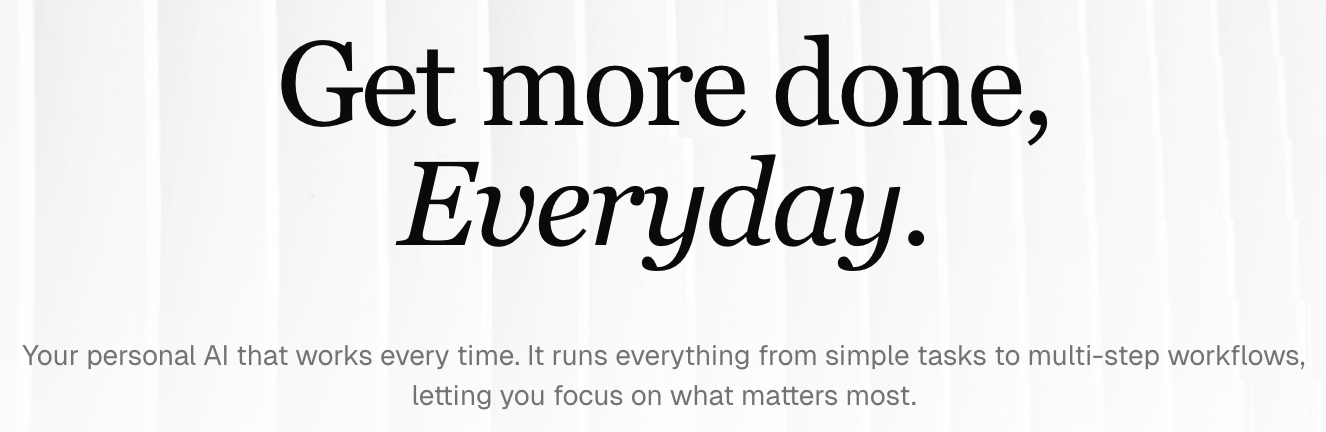 Get more done,
Everyday.
Your personal AI that works every time. It runs everything from simple tasks to multi-step workflows,
letting you focus on what matters most.